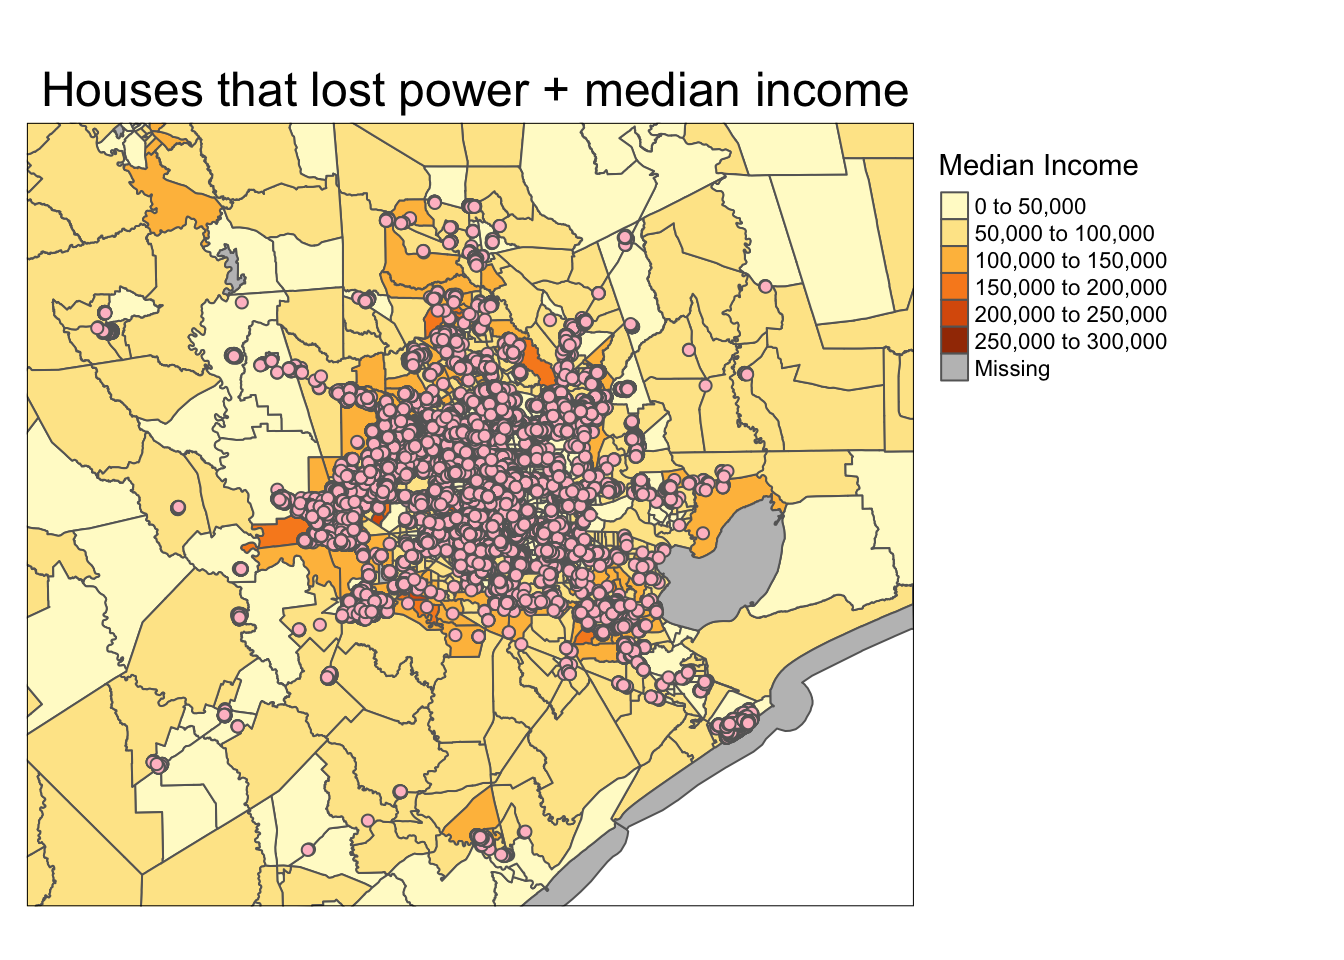 Houses that lost power + median income
Median Income
0 to 50,000
50,000 to 100,000
100,000 to 150,000
150,000 to 200,000
200,000 to 250,000
250,000 to 300,000
Missing